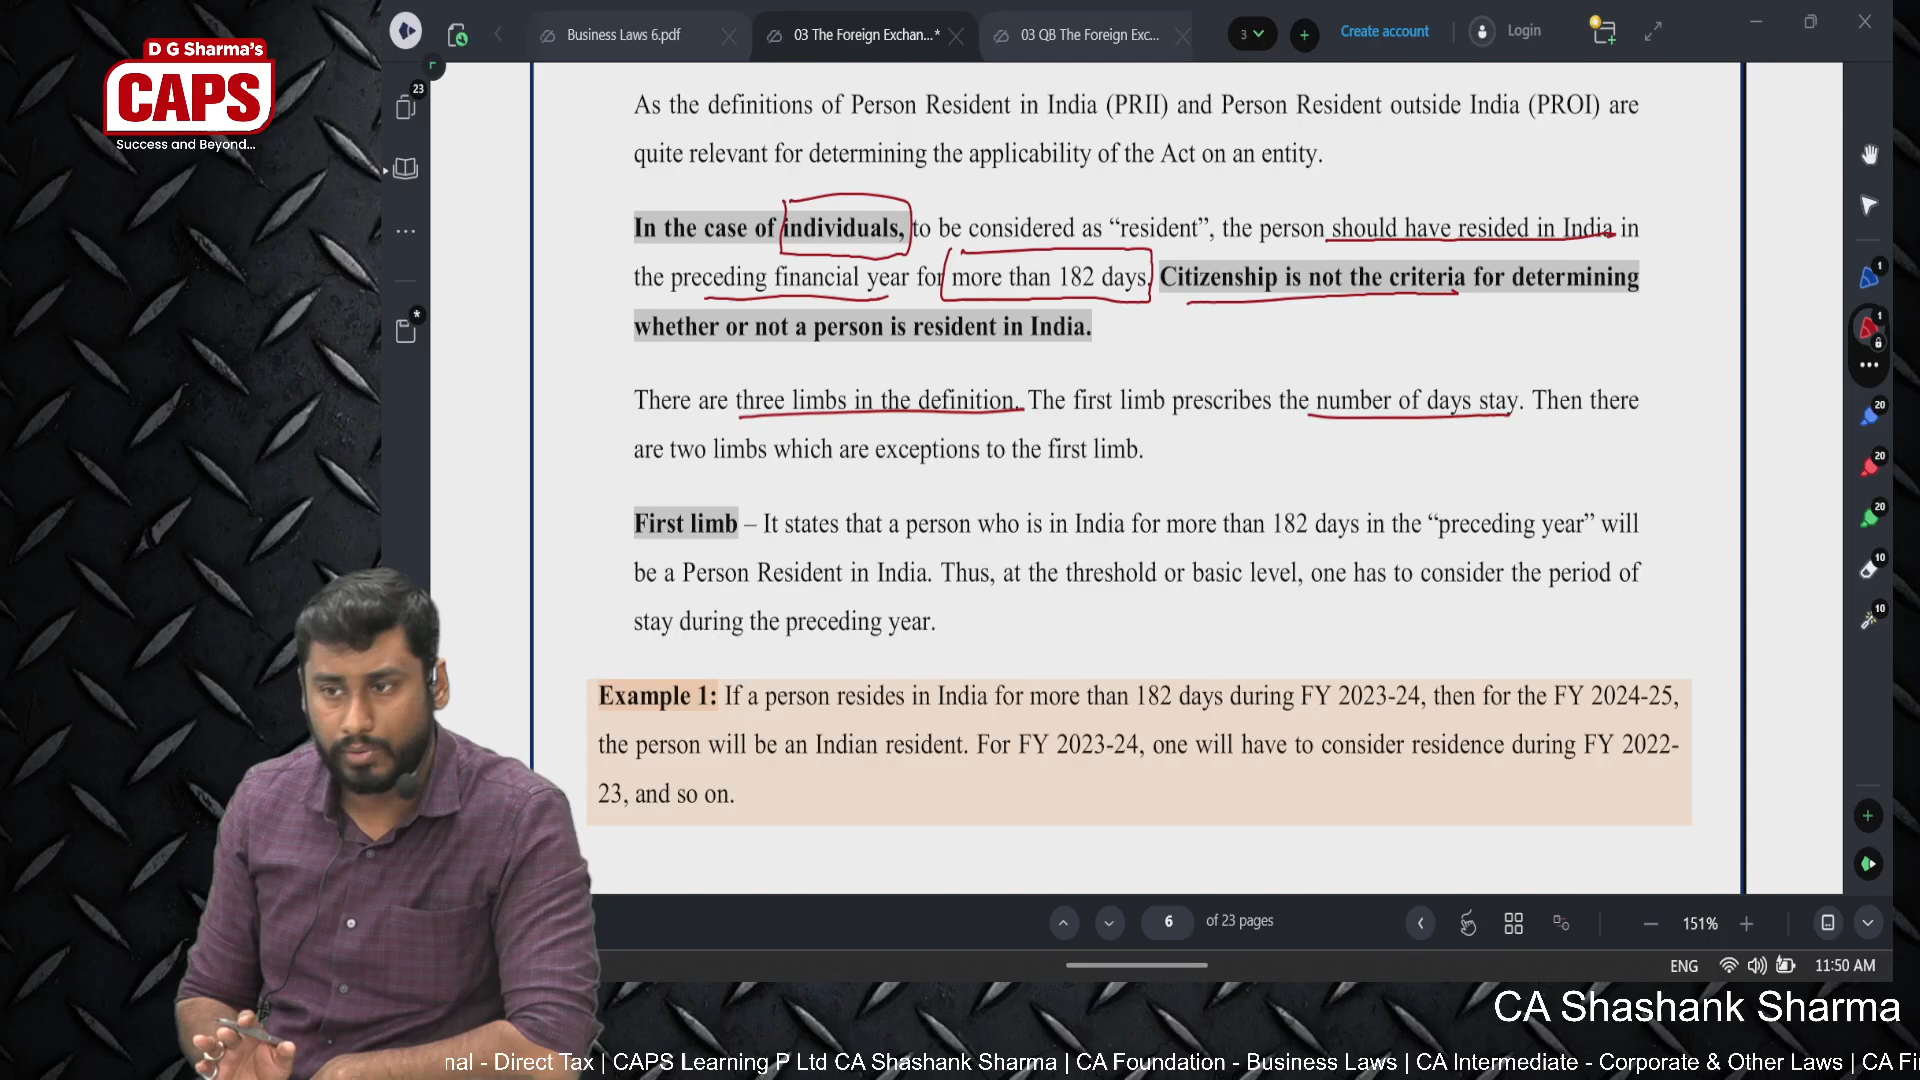 D G Sharma's
CAPS
Success and Beyond...
Business Laws 6.pdf
03 The Foreign Exchan...*
03 QB The Foreign Exc...
3
Create account
Login
23
As the definitions of Person Resident in India (PRII) and Person Resident outside India (PROI) are
quite relevant for determining the applicability of the Act on an entity.
In the case of individuals, to be considered as “resident”, the person should have resided in India in
the preceding financial year for more than 182 days. Citizenship is not the criteria for determining
whether or not a person is resident in India.
There are three limbs in the definition. The first limb prescribes the number of days stay. Then there
are two limbs which are exceptions to the first limb.
First limb – It states that a person who is in India for more than 182 days in the “preceding year” will
be a Person Resident in India. Thus, at the threshold or basic level, one has to consider the period of
stay during the preceding year.
Example 1: If a person resides in India for more than 182 days during FY 2023-24, then for the FY 2024-25,
the person will be an Indian resident. For FY 2023-24, one will have to consider residence during FY 2022-
23, and so on.
1
1
20
20
20
10
10
6 of 23 pages
151%
ENG
11:50 AM
CA Shashank Sharma
nal - Direct Tax | CAPS Learning P Ltd CA Shashank Sharma | CA Foundation - Business Laws | CA Intermediate - Corporate & Other Laws | CA Fi